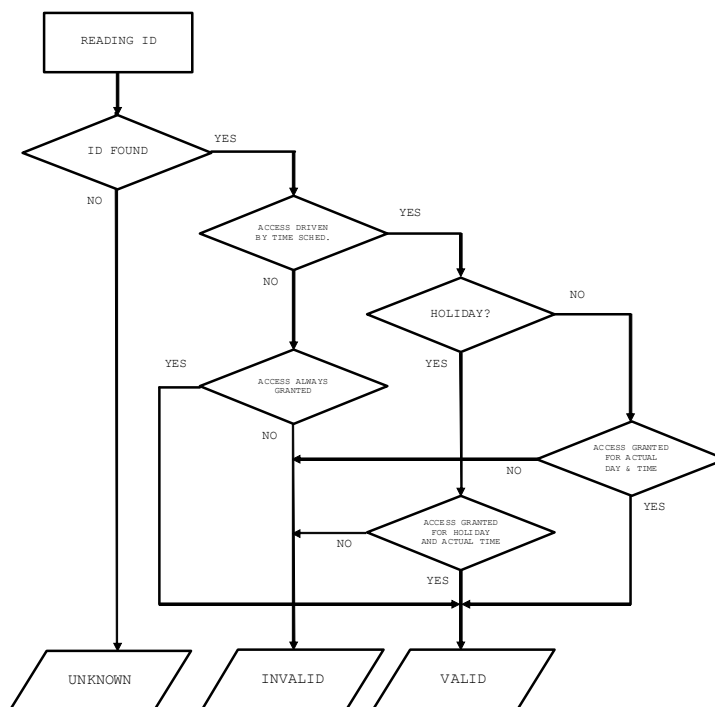 READING ID
YES
ID FOUND
NO
YES
ACCESS DRIVEN
BY TIME SCHED.
NO
NO
HOLIDAY?
YES
YES
ACCESS ALWAYS
GRANTED
NO
ACCESS GRANTED
FOR ACTUAL
DAY & TIME
NO
YES
ACCESS GRANTED
FOR HOLIDAY
AND ACTUAL TIME
NO
YES
UNKNOWN
INVALID
VALID